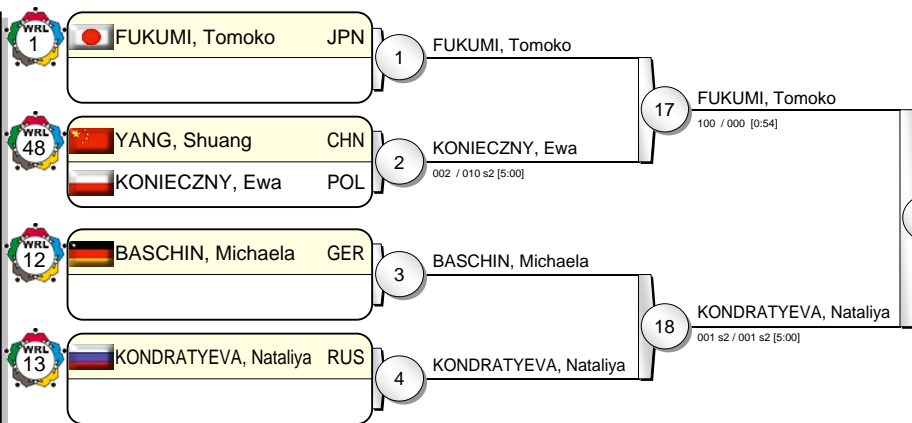 WRL
1
FUKUMI, Tomoko JPN
1
FUKUMI, Tomoko
17
FUKUMI, Tomoko
100 / 000 [0:54]
WRL
48
YANG, Shuang CHN
KONIECZNY, Ewa POL
2
KONIECZNY, Ewa
002 / 010 s2 [5:00]
WRL
12
BASCHIN, Michaela GER
3
BASCHIN, Michaela
18
KONDRATYEVA, Nataliya
001 s2 / 001 s2 [5:00]
WRL
13
KONDRATYEVA, Nataliya RUS
4
KONDRATYEVA, Nataliya